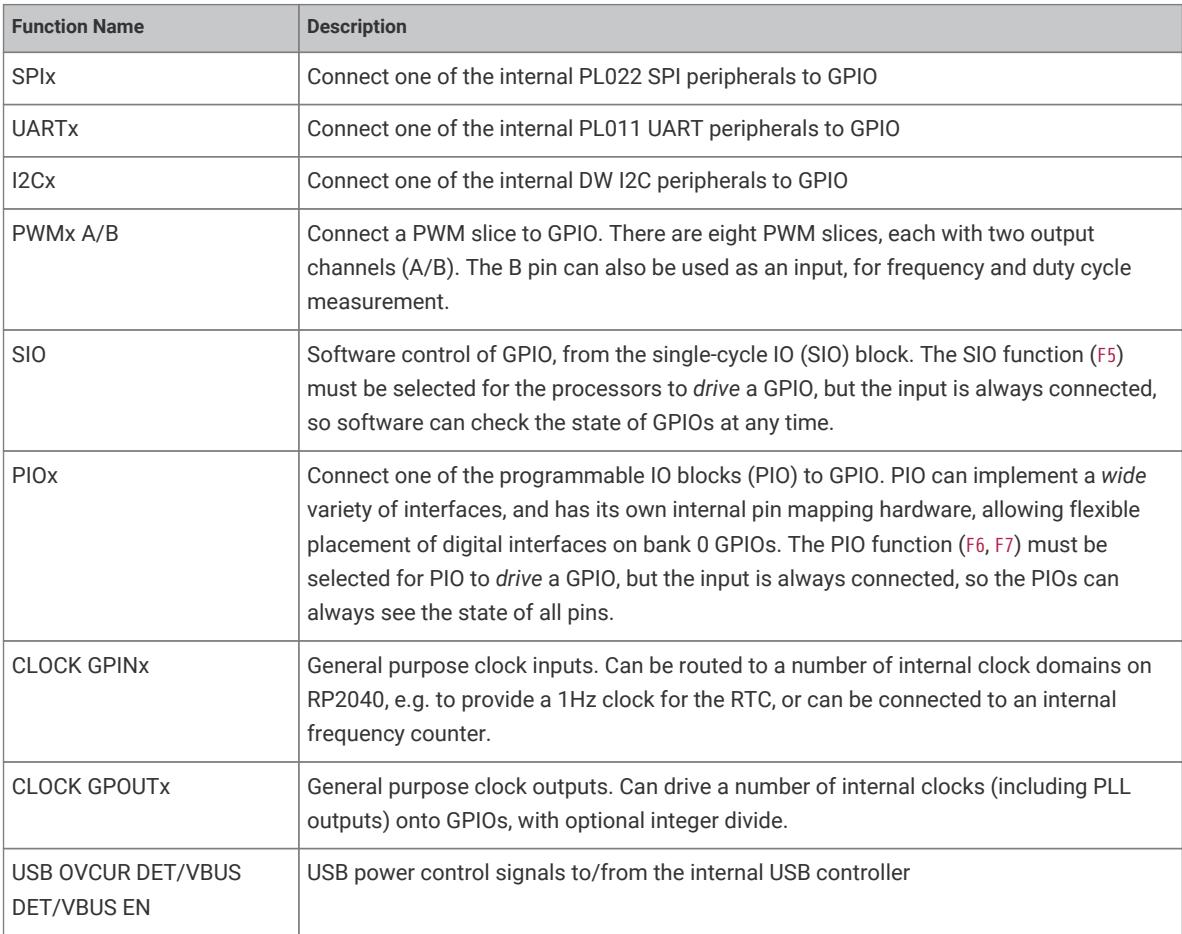 Function Name
Description
SPIx
Connect one of the internal PL022 SPI peripherals to GPIO
UARTx
Connect one of the internal PL011 UART peripherals to GPIO
I2Cx
Connect one of the internal DW I2C peripherals to GPIO
PWMx A/B
Connect a PWM slice to GPIO. There are eight PWM slices, each with two output
channels (A/B). The B pin can also be used as an input, for frequency and duty cycle
measurement.
SIO
Software control of GPIO, from the single-cycle IO (SIO) block. The SIO function (F5)
must be selected for the processors to drive a GPIO, but the input is always connected,
so software can check the state of GPIOs at any time.
PIOx
Connect one of the programmable IO blocks (PIO) to GPIO. PIO can implement a wide
variety of interfaces, and has its own internal pin mapping hardware, allowing flexible
placement of digital interfaces on bank 0 GPIOs. The PIO function (F6, F7) must be
selected for PIO to drive a GPIO, but the input is always connected, so the PIOs can
always see the state of all pins.
CLOCK GPINx
General purpose clock inputs. Can be routed to a number of internal clock domains on
RP2040, e.g. to provide a 1Hz clock for the RTC, or can be connected to an internal
frequency counter.
CLOCK GPOUTx
General purpose clock outputs. Can drive a number of internal clocks (including PLL
outputs) onto GPIOs, with optional integer divide.
USB OVCUR DET/VBUS
DET/VBUS EN
USB power control signals to/from the internal USB controller